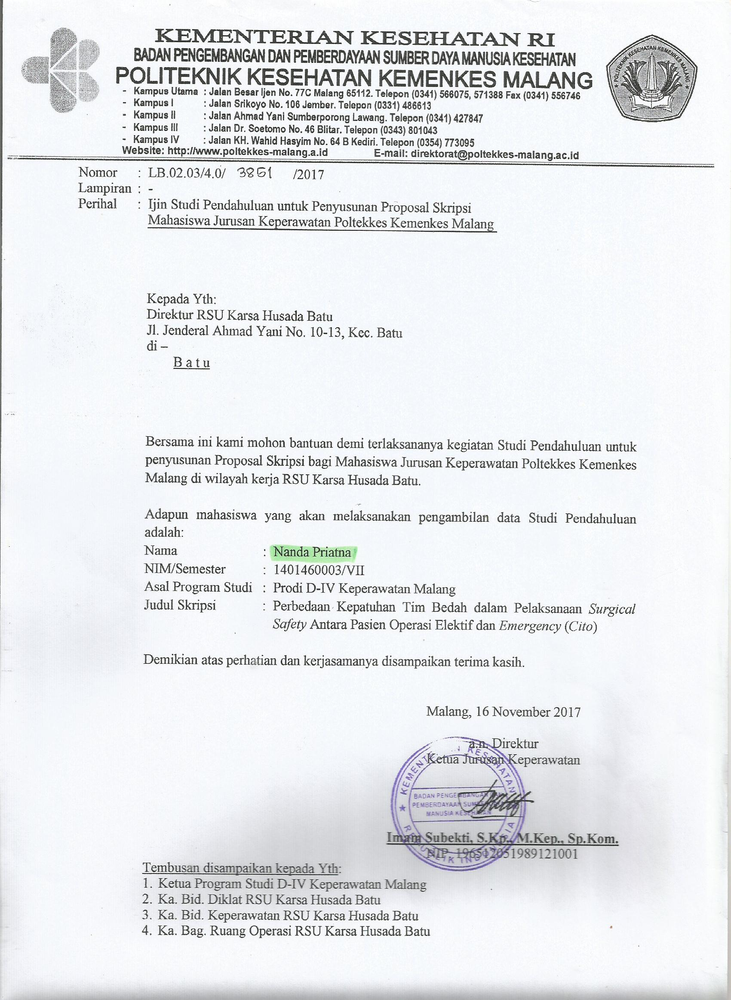 KEMENTERIAN KESEHATAN RI
BADAN PENGEMBANGAN DAN PEMBERDAYAAN SUMBER DAYA MANUSIA KESEHATAN
POLITEKNIK KESEHATAN KEMENKES MALANG
- Kampus Utama : Jalan Besar Ijen No. 77C Malang 65112. Telepon (0341) 566075, 571388 Fax (0341) 556746
- Kampus I : Jalan Srikoyo No. 106 Jember. Telepon (0331) 486613
- Kampus II : Jalan Ahmad Yani Sumberporong Lawang. Telepon (0341) 427847
- Kampus III : Jalan Dr. Soetomo No. 46 Blitar. Telepon (0343) 801043
- Kampus IV : Jalan KH. Wahid Hasyim No. 64 B Kediri. Telepon (0354) 773095
Website: http://www.poltekkes-malang.a.id E-mail: direktorat@poltekkes-malang.ac.id
POLITEKNIK KESEHATAN KEMENKES MALANG
Nomor : LB.02.03/4.0/ 3851 /2017
Lampiran : -
Perihal : Ijin Studi Pendahuluan untuk Penyusunan Proposal Skripsi
Mahasiswa Jurusan Keperawatan Poltekkes Kemenkes Malang
Kepada Yth:
Direktur RSU Karsa Husada Batu
Jl. Jenderal Ahmad Yani No. 10-13, Kec. Batu
di –
B a t u
Bersama ini kami mohon bantuan demi terlaksananya kegiatan Studi Pendahuluan untuk
penyusunan Proposal Skripsi bagi Mahasiswa Jurusan Keperawatan Poltekkes Kemenkes
Malang di wilayah kerja RSU Karsa Husada Batu.
Adapun mahasiswa yang akan melaksanakan pengambilan data Studi Pendahuluan
adalah:
Nama : Nanda Priatna
NIM/Semester : 1401460003/VII
Asal Program Studi : Prodi D-IV Keperawatan Malang
Judul Skripsi : Perbedaan Kepatuhan Tim Bedah dalam Pelaksanaan Surgical
Safety Antara Pasien Operasi Elektif dan Emergency (Cito)
Demikian atas perhatian dan kerjasamanya disampaikan terima kasih.
Malang, 16 November 2017
a.n. Direktur
Ketua Jurusan Keperawatan
KESEHATAN
BADAN
MANUSIA
REPUBLIK INDONESIA
Imam Subekti, S.Kp., M.Kep., Sp.Kom.
NIP 196512051989121001
Tembusan disampaikan kepada Yth:
1. Ketua Program Studi D-IV Keperawatan Malang
2. Ka. Bid. Diklat RSU Karsa Husada Batu
3. Ka. Bid. Keperawatan RSU Karsa Husada Batu
4. Ka. Bag. Ruang Operasi RSU Karsa Husada Batu